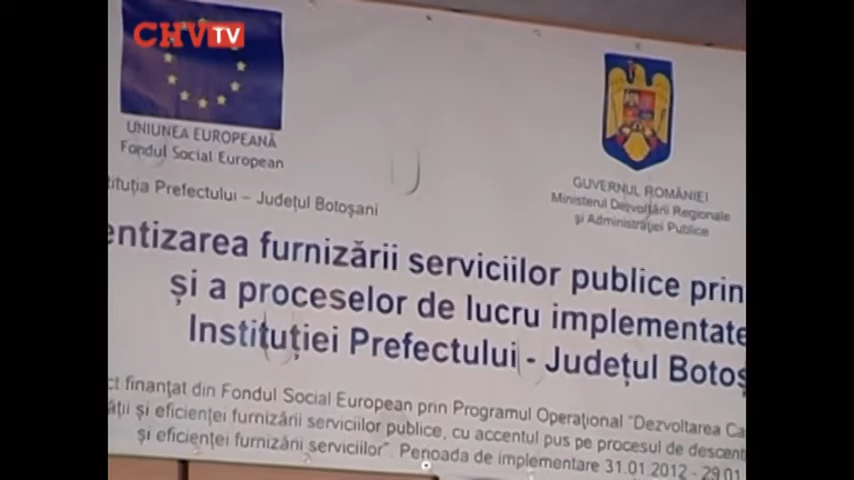 CHVTV
UNIUNEA EUROPEANĂ
Fondul Social European
GUVERNUL ROMÂNIEI
Ministerul Dezvoltării Regionale
și Administrației Publice
tituția Prefectului – Județul Botoșani
entizarea furnizării serviciilor publice prin
și a proceselor de lucru implementate
Instituției Prefectului - Județul Botoș
ct finanțat din Fondul Social European prin Programul Operațional "Dezvoltarea Ca
ății și eficienței furnizării serviciilor publice, cu accentul pus pe procesul de descent
și eficienței furnizării serviciilor". Perioada de implementare 31.01.2012 - 29.01